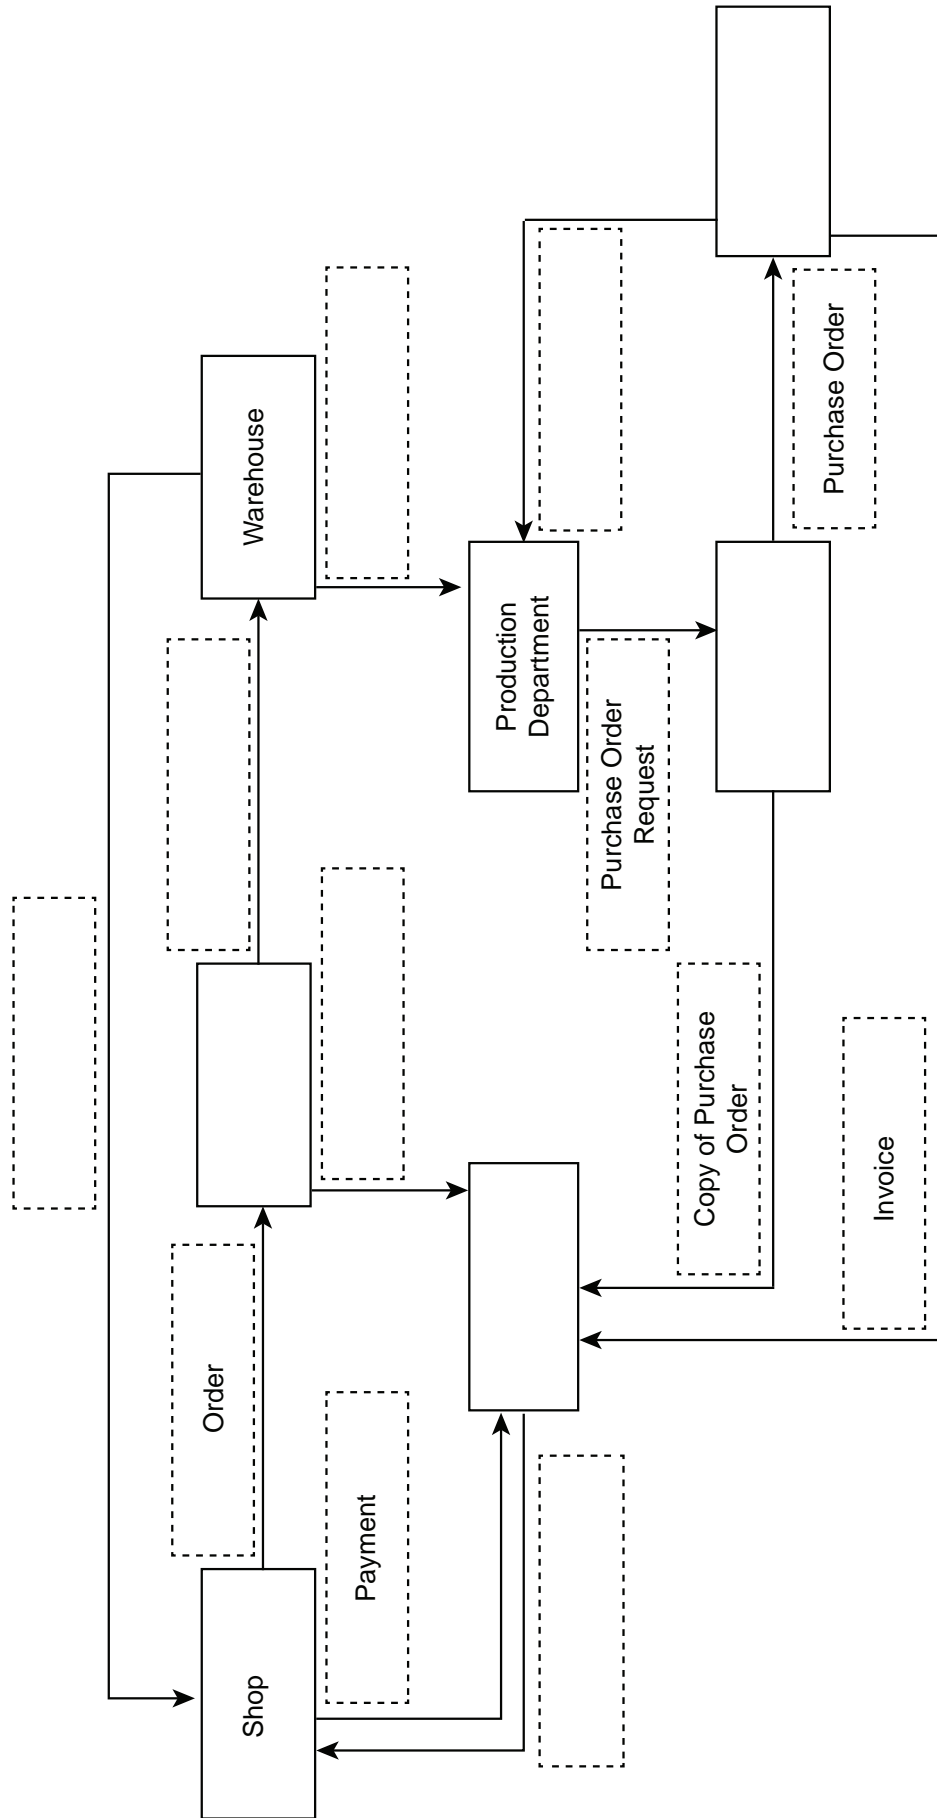 Shop
Order
Warehouse
Payment
Production
Department
Purchase Order
Request
Copy of Purchase
Order
Purchase Order
Invoice